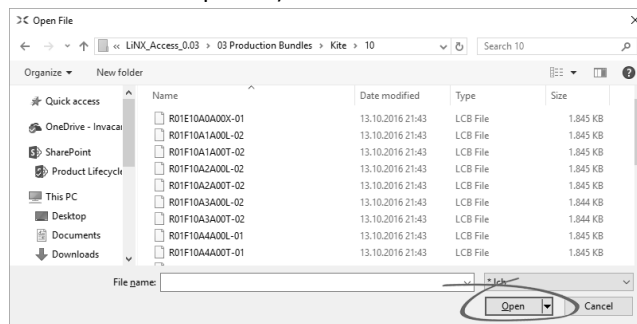 Open File
« LiNX_Access_0.03 › 03 Production Bundles › Kite › 10
Search 10
Organize New folder
Quick access
OneDrive - Invacar
SharePoint
Product Lifecycle
This PC
Desktop
Documents
Downloads
Name Date modified Type Size
R01E10A0A00X-01 13.10.2016 21:43 LCB File 1.845 KB
R01F10A1A00L-02 13.10.2016 21:43 LCB File 1.845 KB
R01F10A1A00T-02 13.10.2016 21:43 LCB File 1.845 KB
R01F10A2A00L-02 13.10.2016 21:43 LCB File 1.845 KB
R01F10A2A00T-02 13.10.2016 21:43 LCB File 1.845 KB
R01F10A3A00L-02 13.10.2016 21:43 LCB File 1.844 KB
R01F10A3A00T-02 13.10.2016 21:43 LCB File 1.844 KB
R01F10A4A00L-01 13.10.2016 21:43 LCB File 1.845 KB
R01F10A4A00T-01 13.10.2016 21:43 LCB File 1.845 KB
File name:
Open Cancel